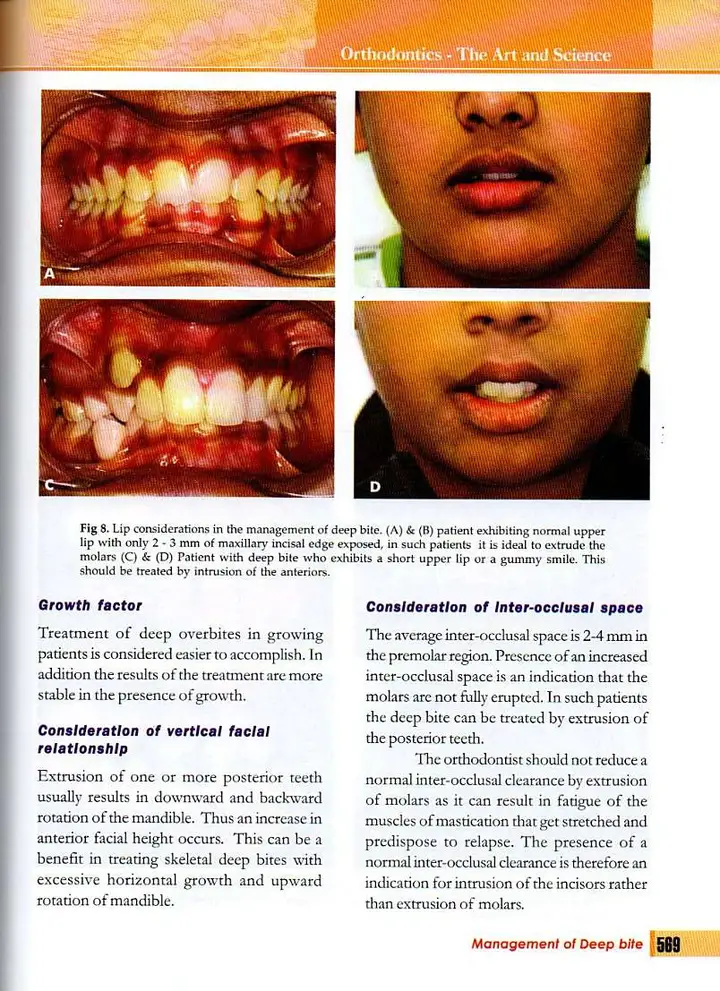 Orthodontics - The Art and Science
A
C
D
Fig 8. Lip considerations in the management of deep bite. (A) & (B) patient exhibiting normal upper
lip with only 2 - 3 mm of maxillary incisal edge exposed, in such patients it is ideal to extrude the
molars (C) & (D) Patient with deep bite who exhibits a short upper lip or a gummy smile. This
should be treated by intrusion of the anteriors.
Growth factor
Treatment of deep overbites in growing
patients is considered easier to accomplish. In
addition the results of the treatment are more
stable in the presence of growth.
Consideration of vertical facial
relationship
Extrusion of one or more posterior teeth
usually results in downward and backward
rotation of the mandible. Thus an increase in
anterior facial height occurs. This can be a
benefit in treating skeletal deep bites with
excessive horizontal growth and upward
rotation of mandible.
Consideration of inter-occlusal space
The average inter-occlusal space is 2-4 mm in
the premolar region. Presence of an increased
inter-occlusal space is an indication that the
molars are not fully erupted. In such patients
the deep bite can be treated by extrusion of
the posterior teeth.
The orthodontist should not reduce a
normal inter-occlusal clearance by extrusion
of molars as it can result in fatigue of the
muscles of mastication that get stretched and
predispose to relapse. The presence of a
normal inter-occlusal clearance is therefore an
indication for intrusion of the incisors rather
than extrusion of molars.
Management of Deep bite 569